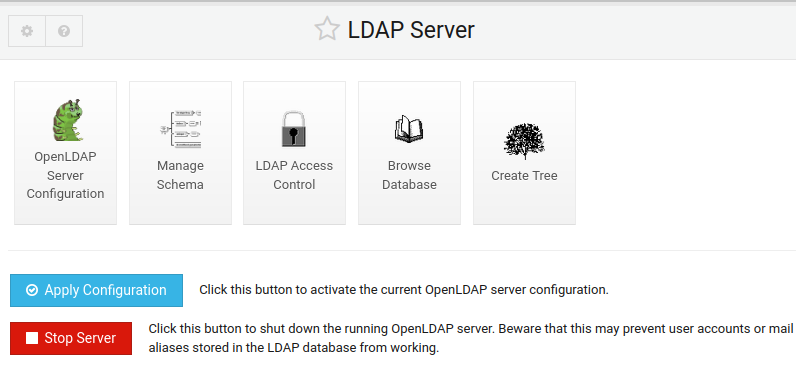 LDAP Server
OpenLDAP
Server
Configuration
Manage
Schema
LDAP Access
Control
Browse
Database
Create Tree
Apply Configuration
Click this button to activate the current OpenLDAP server configuration.
Stop Server
Click this button to shut down the running OpenLDAP server. Beware that this may prevent user accounts or mail
aliases stored in the LDAP database from working.